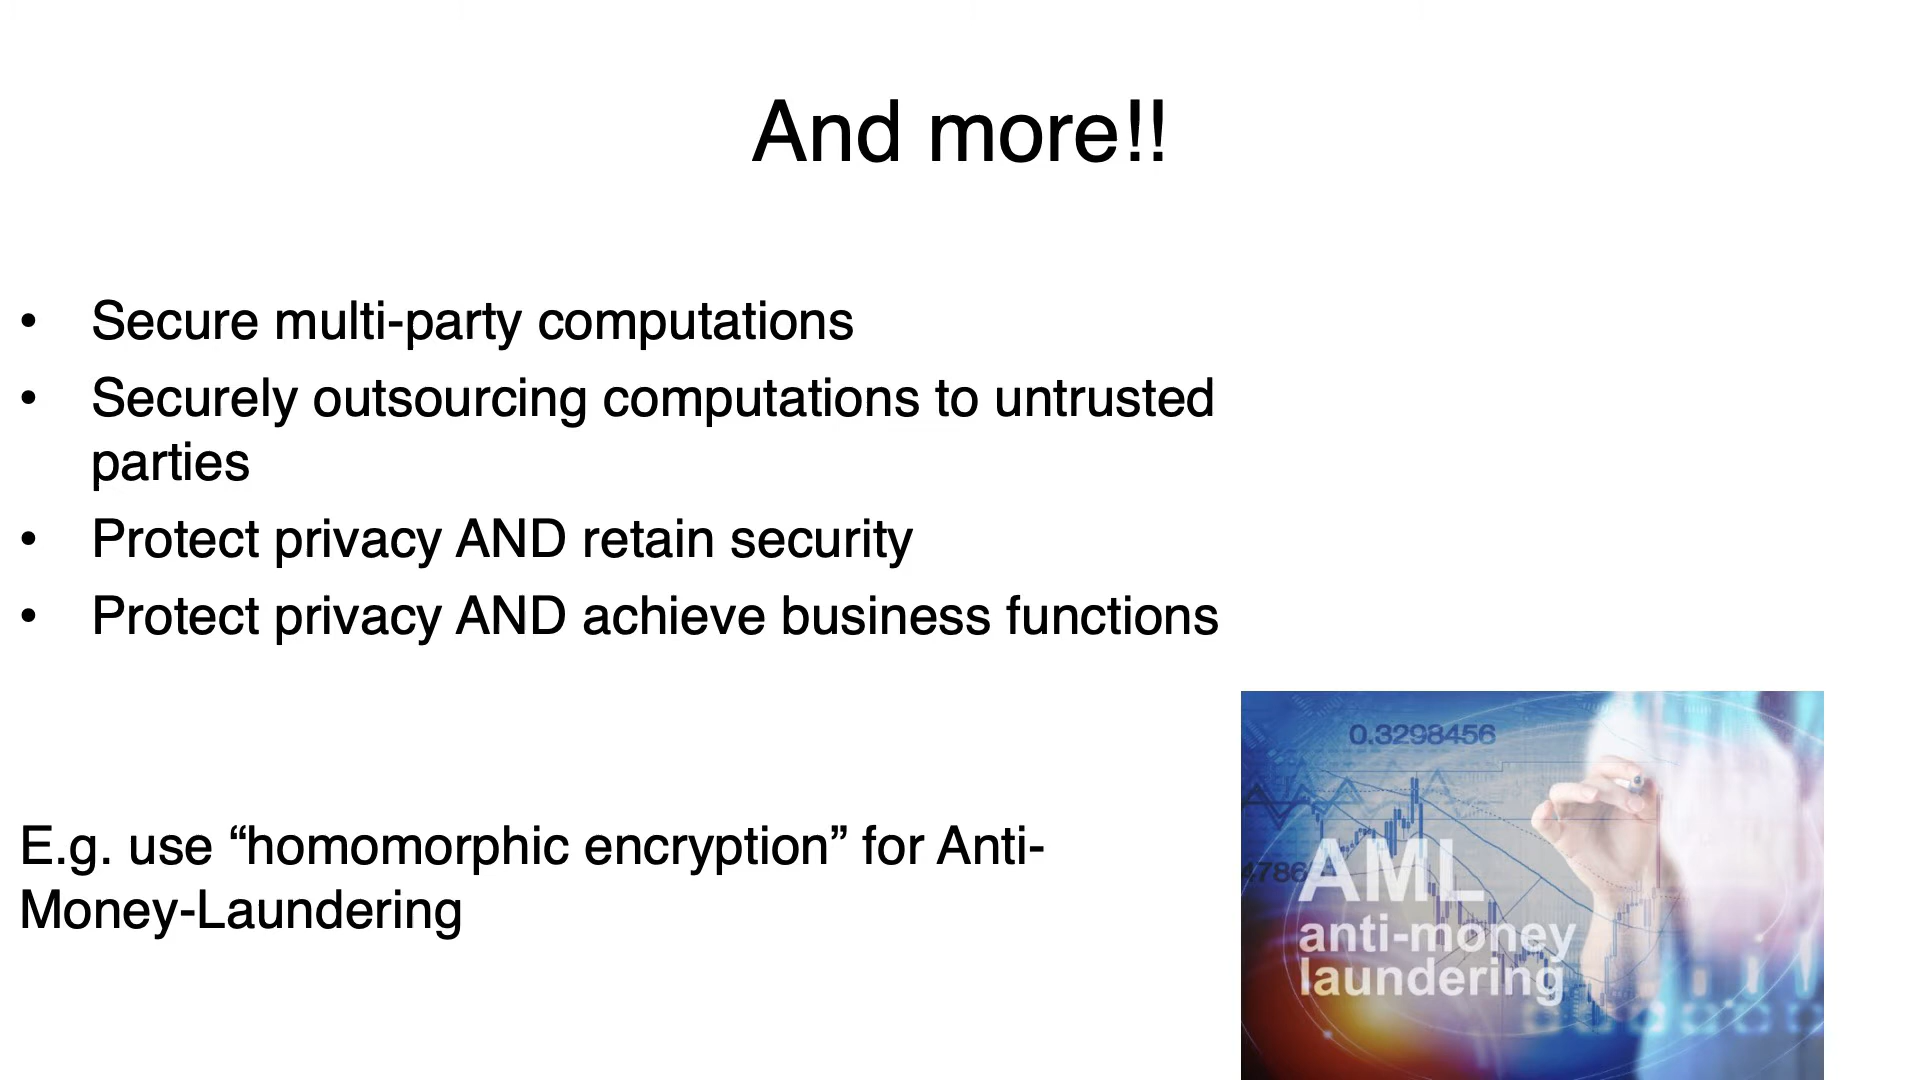 And more!!
• Secure multi-party computations
• Securely outsourcing computations to untrusted
parties
• Protect privacy AND retain security
• Protect privacy AND achieve business functions
E.g. use “homomorphic encryption” for Anti-
Money-Laundering
0.3298456
4786
AML
anti-money
laundering